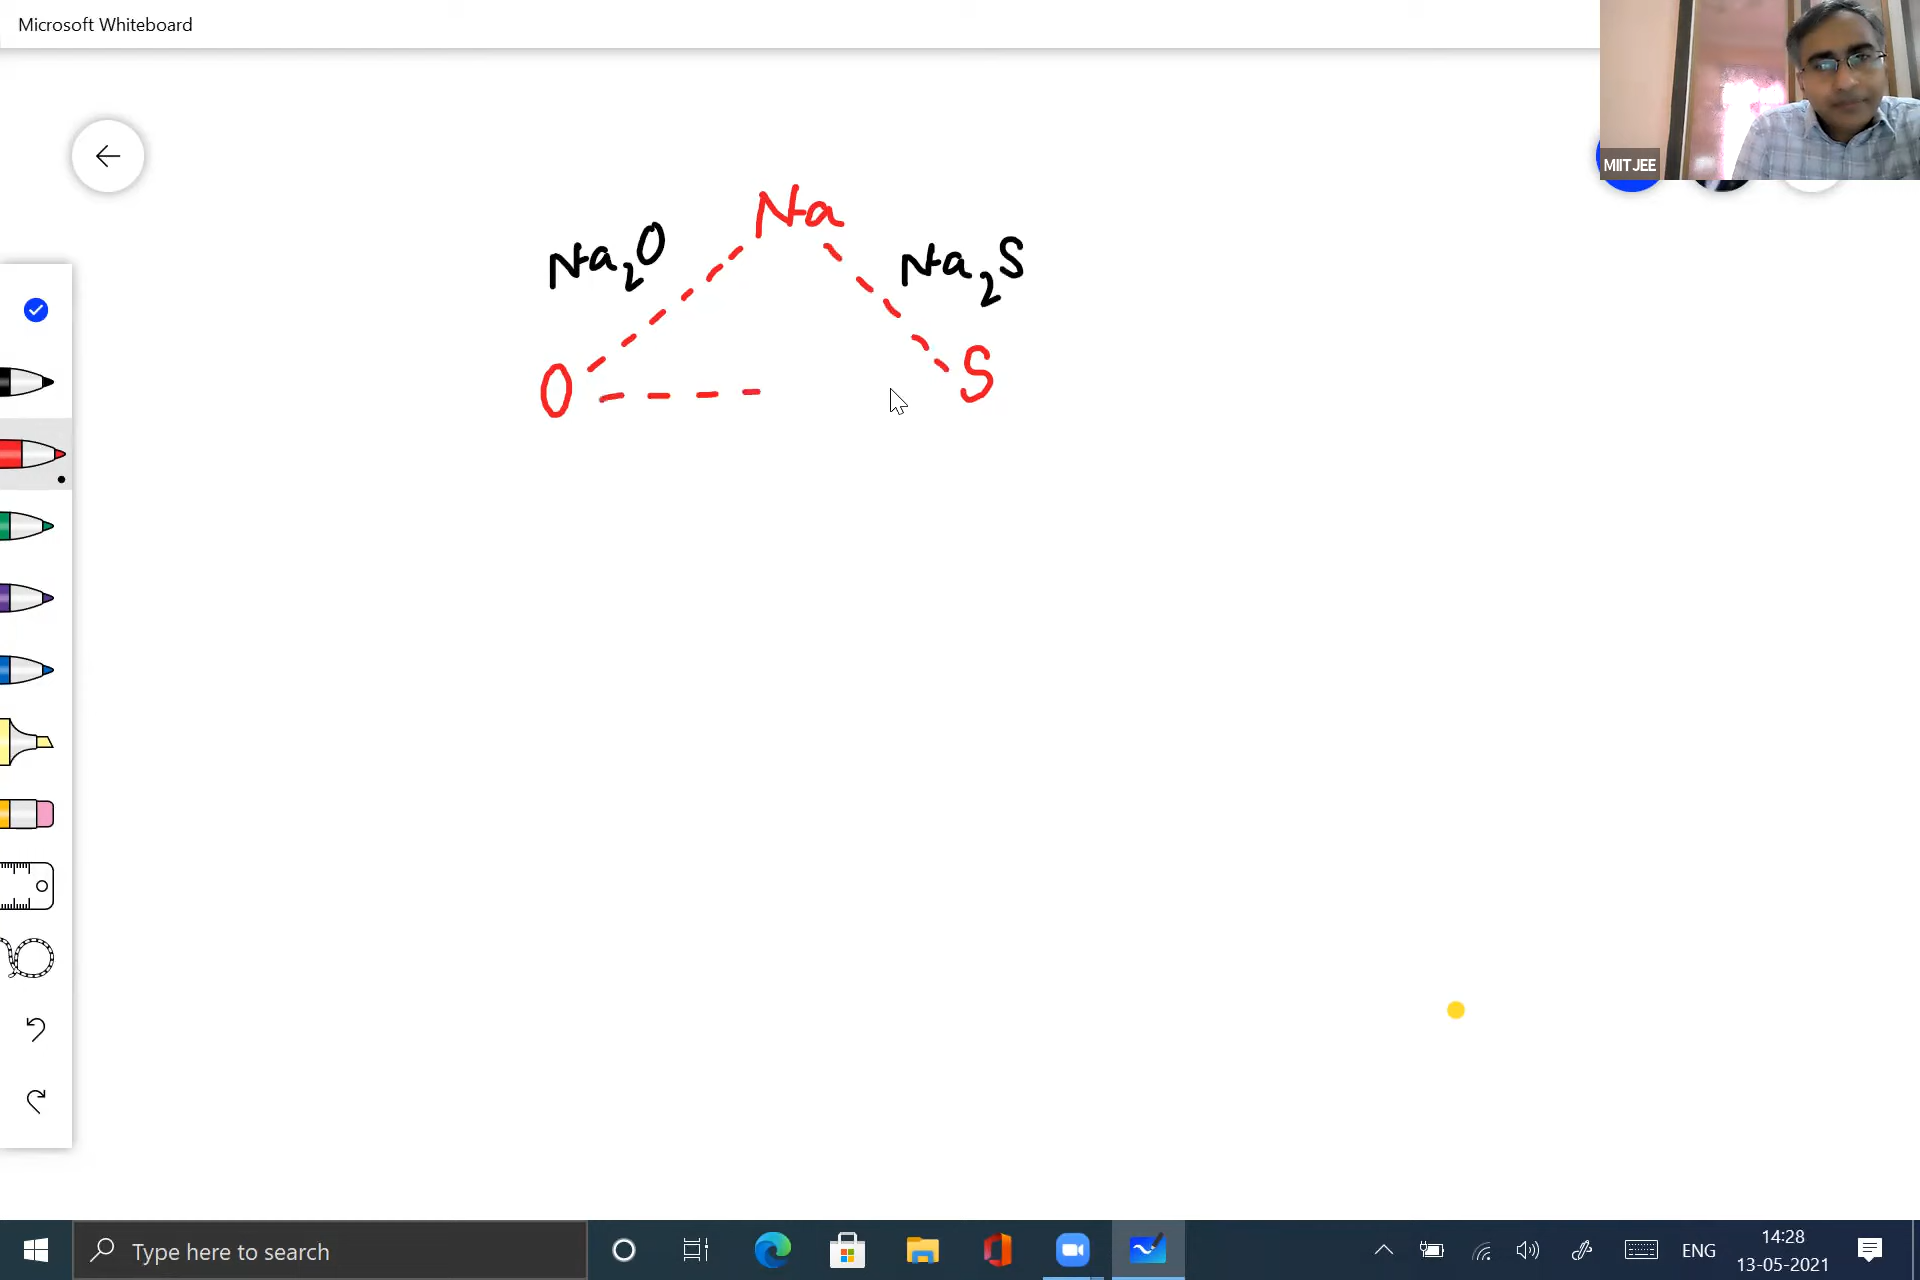 Microsoft Whiteboard
MIIT JEE
Na
Na₂O
Na₂S
O
S
Type here to search
ENG
14:28
13-05-2021